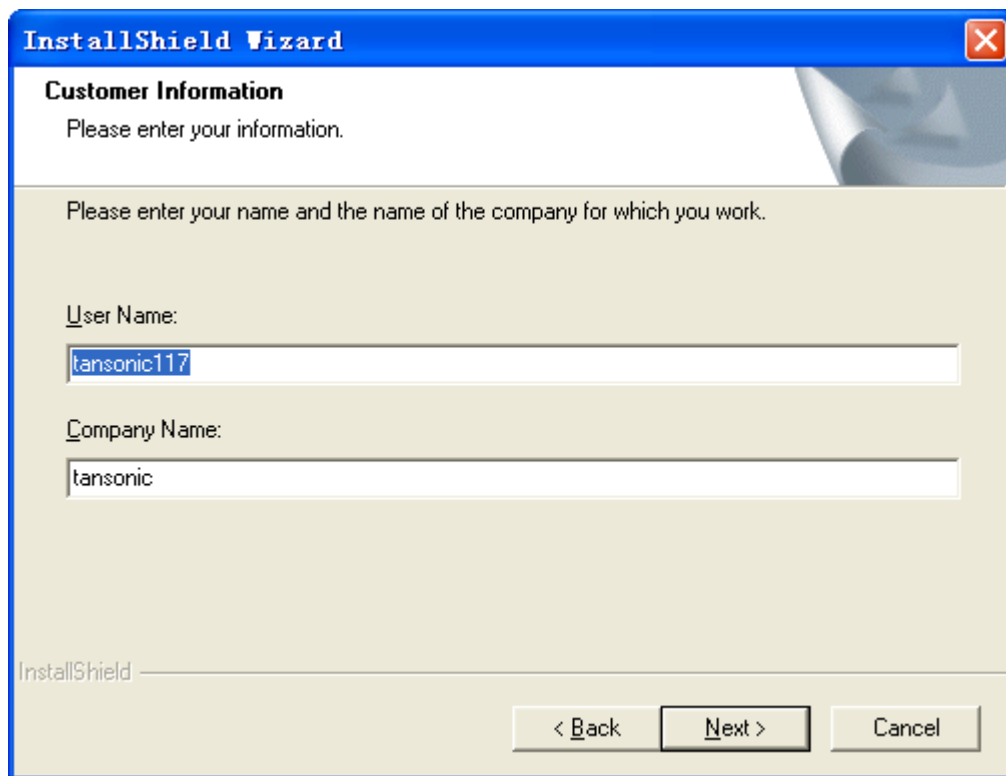 InstallShield Wizard
Customer Information
Please enter your information.
Please enter your name and the name of the company for which you work.
User Name:
tansonic117
Company Name:
tansonic
InstallShield
< Back Next > Cancel